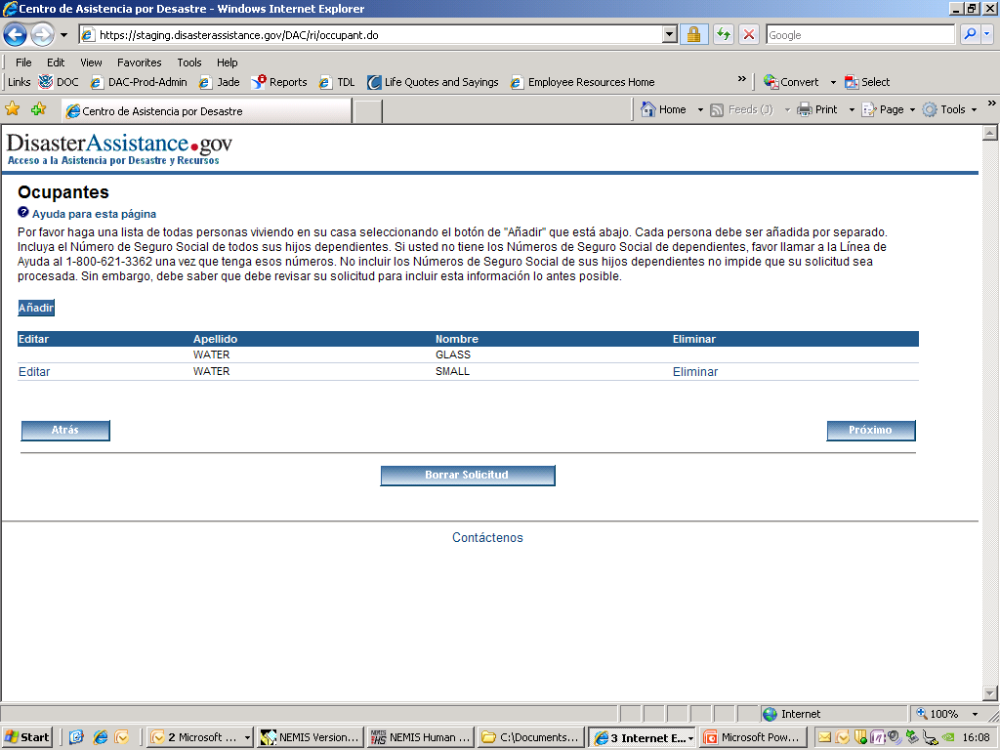 Centro de Asistencia por Desastre - Windows Internet Explorer
https://staging.disasterassistance.gov/DAC/ri/occupant.do
Google
File Edit View Favorites Tools Help
Links DOC DAC-Prod-Admin Jade Reports TDL Life Quotes and Sayings Employee Resources Home » Convert Select
Centro de Asistencia por Desastre
Home Feeds (J) Print Page Tools »
DisasterAssistance.gov
Acceso a la Asistencia por Desastre y Recursos
Ocupantes
? Ayuda para esta página
Por favor haga una lista de todas personas viviendo en su casa seleccionando el botón de "Añadir" que está abajo. Cada persona debe ser añadida por separado.
Incluya el Número de Seguro Social de todos sus hijos dependientes. Si usted no tiene los Números de Seguro Social de dependientes, favor llamar a la Línea de
Ayuda al 1-800-621-3362 una vez que tenga esos números. No incluir los Números de Seguro Social de sus hijos dependientes no impide que su solicitud sea
procesada. Sin embargo, debe saber que debe revisar su solicitud para incluir esta información lo antes posible.
Añadir
Editar Apellido Nombre Eliminar
WATER GLASS
Editar WATER SMALL Eliminar
Atrás Próximo
Borrar Solicitud
Contáctenos
Internet 100%
Start 2 Microsoft ... NEMIS Version... NEMIS Human ... C:\Documents... 3 Internet E... Microsoft Pow... 16:08